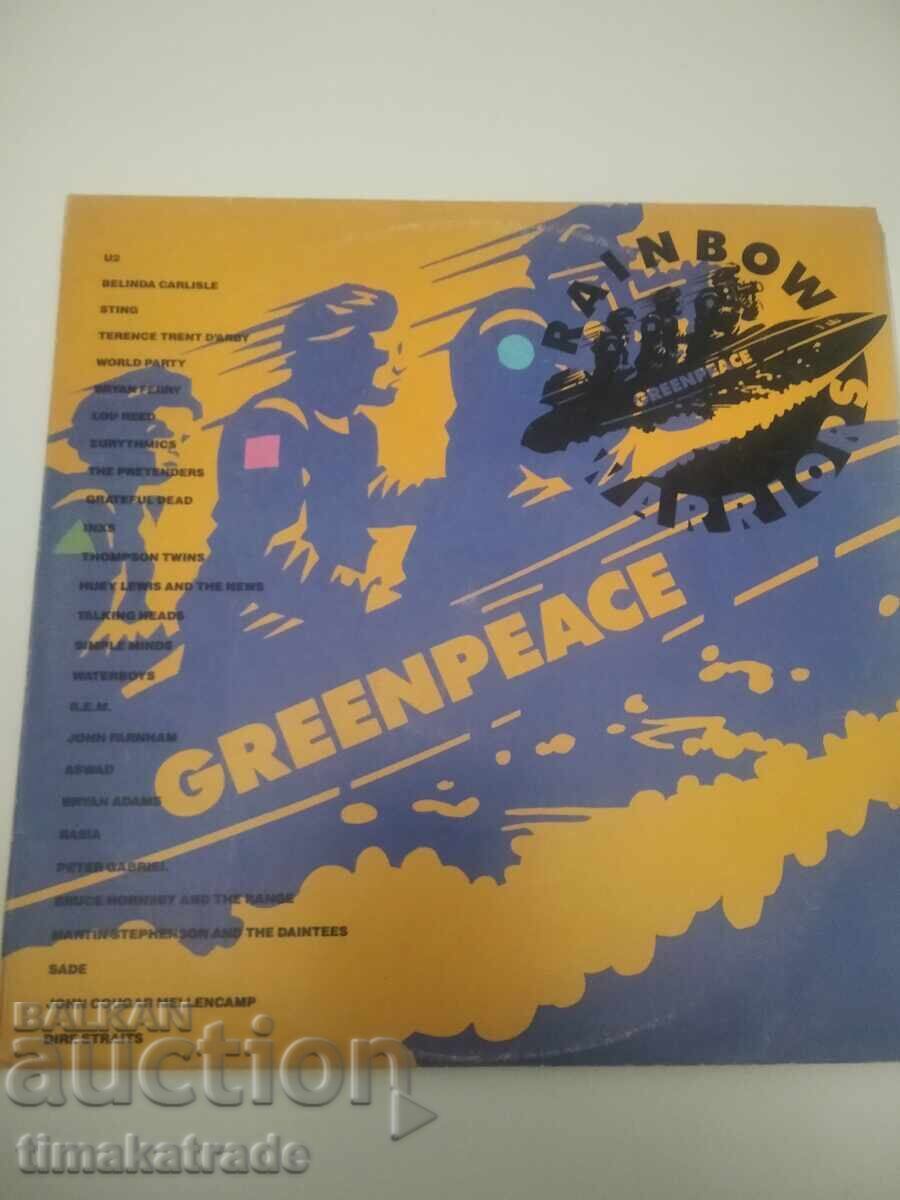 U2
BELINDA CARLISLE
STING
TERENCE TRENT D'ARBY
WORLD PARTY
BRYAN FERRY
LOU REED
EURYTHMICS
THE PRETENDERS
GRATEFUL DEAD
INXS
THOMPSON TWINS
HUEY LEWIS AND THE NEWS
TALKING HEADS
SIMPLE MINDS
WATERBOYS
R.E.M.
JOHN FARNHAM
ASWAD
BRYAN ADAMS
BASIA
PETER GABRIEL
BRUCE HORNSBY AND THE RANGE
MARTIN STEPHENSON AND THE DAINTEES
SADE
JOHN COUGAR MELLENCAMP
DIRE STRAITS
RAINBOW
GREENPEACE
WARRIORS
GREENPEACE
BALKAN
auction
timakatrade